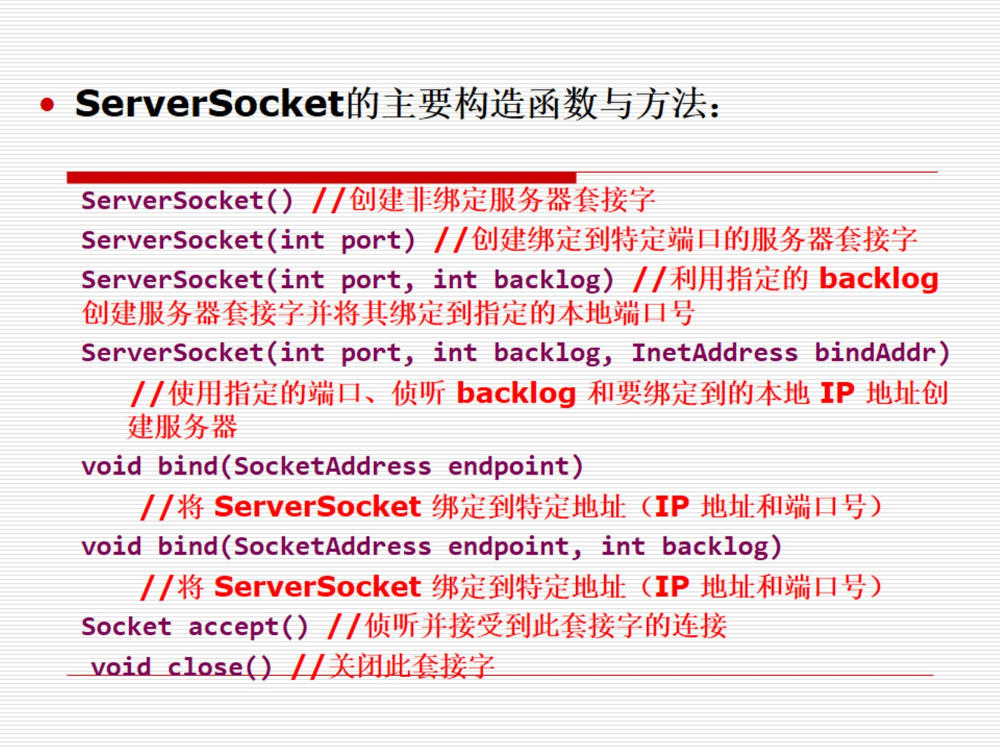 • ServerSocket的主要构造函数与方法：
ServerSocket() //创建非绑定服务器套接字
ServerSocket(int port) //创建绑定到特定端口的服务器套接字
ServerSocket(int port, int backlog) //利用指定的 backlog
创建服务器套接字并将其绑定到指定的本地端口号
ServerSocket(int port, int backlog, InetAddress bindAddr)
//使用指定的端口、侦听 backlog 和要绑定到的本地 IP 地址创
建服务器
void bind(SocketAddress endpoint)
//将 ServerSocket 绑定到特定地址（IP 地址和端口号）
void bind(SocketAddress endpoint, int backlog)
//将 ServerSocket 绑定到特定地址（IP 地址和端口号）
Socket accept() //侦听并接受到此套接字的连接
void close() //关闭此套接字